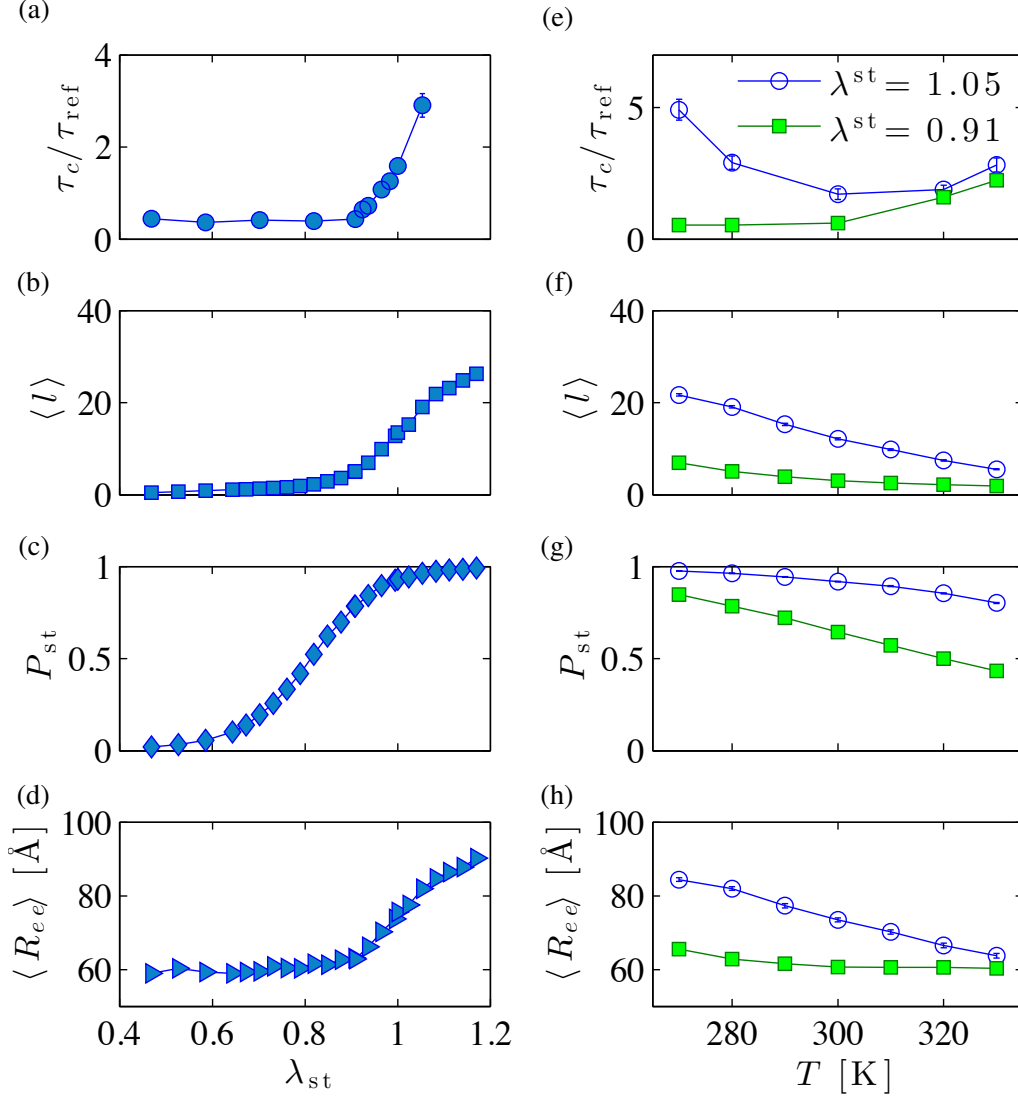 (a)
4
2
0
τc/τref
(b)
40
20
0
⟨l⟩
(c)
1
0.5
0
Pst
(d)
100
80
60
⟨Ree⟩ [Å]
0.4 0.6 0.8 1 1.2
λst
(e)
5
0
τc/τref
λst = 1.05
λst = 0.91
(f)
40
20
0
⟨l⟩
(g)
1
0.5
0
Pst
(h)
100
80
60
⟨Ree⟩ [Å]
280 300 320
T [K]